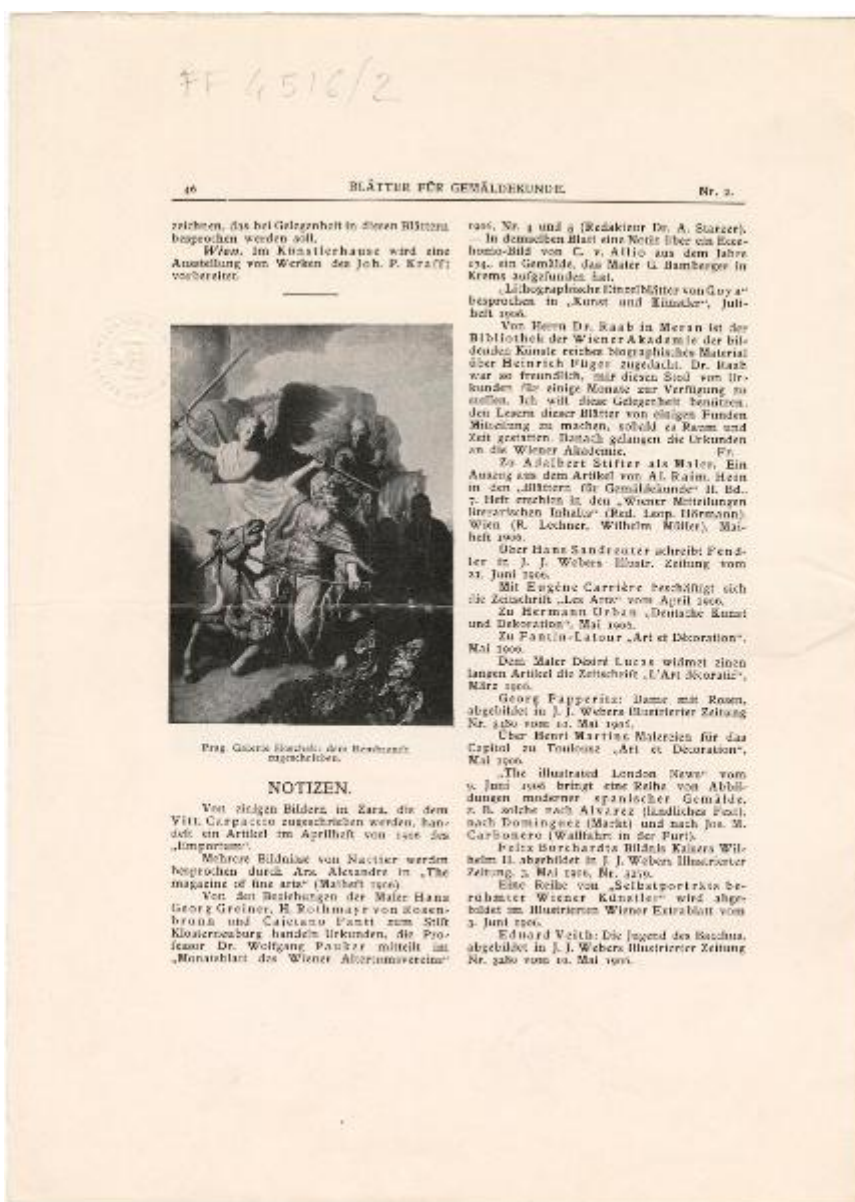 FF 4516/2
46
BLÄTTER FÜR GEMÄLDEKUNDE.
Nr. 2.
zeichnen, das bei Gelegenheit in diesen Blättern
besprochen werden soll.
Wien. Im Künstlerhause wird eine
Ausstellung von Werken des Joh. P. Krafft
vorbereitet.
Prag. Galerie Hoschek: dem Rembrandt
zugeschrieben.
NOTIZEN.
Von einigen Bildern in Zara, die dem
Vitt. Carpaccio zugeschrieben werden, han-
delt ein Artikel im Aprilheft von 1906 des
„Emporium“.
Mehrere Bildnisse von Nattier werden
besprochen durch Ars. Alexandre in „The
magazine of fine arts“ (Maiheft 1906).
Von den Beziehungen der Maler Hans
Georg Greiner, H. Rothmayr von Rosen-
brunn und Cajetano Fanti zum Stift
Klosterneuburg handeln Urkunden, die Pro-
fessor Dr. Wolfgang Pauker mitteilt im
„Monatsblatt des Wiener Altertumsvereins“
1906, Nr. 4 und 9 (Redakteur Dr. A. Starzer).
— In demselben Blatt eine Notiz über ein Ecce-
homo-Bild von C. v. Allio aus dem Jahre
ein Gemälde, das Maler G. Bamberger in
Krems aufgefunden hat.
„Lithographische Einzelblätter von Goya“
besprochen in „Kunst und Künstler“, Juli-
heft 1906.
Von Herrn Dr. Raab in Meran ist der
Bibliothek der Wiener Akademie der bil-
denden Künste reiches biographisches Material
über Heinrich Füger zugedacht. Dr. Raab
war so freundlich, mir diesen Stoß von Ur-
kunden für einige Monate zur Verfügung zu
stellen. Ich will diese Gelegenheit benützen,
den Lesern dieser Blätter von einigen Funden
Mitteilung zu machen, sobald es Raum und
Zeit gestatten. Danach gelangen die Urkunden
an die Wiener Akademie. Fr.
Zu Adalbert Stifter als Maler. Ein
Auszug aus dem Artikel von Al. Raim. Hein
in den „Blättern für Gemäldekunde“ II. Bd.,
7. Heft erschien in den „Wiener Mitteilungen
literarischen Inhalts“ (Red. Leop. Hörmann).
Wien (R. Lechner, Wilhelm Müller), Mai-
heft 1906.
Über Hans Sandreuter schreibt Fend-
ler in J. J. Webers Illustr. Zeitung vom
21. Juni 1906.
Mit Eugène Carrière beschäftigt sich
die Zeitschrift „Les Arts“ vom April 1906.
Zu Hermann Urban „Deutsche Kunst
und Dekoration“, Mai 1906.
Zu Fantin-Latour „Art et Décoration“,
Mai 1906.
Dem Maler Désiré Lucas widmet einen
langen Artikel die Zeitschrift „L'Art décoratif“,
März 1906.
Georg Papperitz: Dame mit Rosen,
abgebildet in J. J. Webers Illustrierter Zeitung
Nr. 3280 vom 10. Mai 1906.
Über Henri Martins Malereien für das
Capitol zu Toulouse „Art et Décoration“,
Mai 1906.
„The illustrated London News“ vom
9. Juni 1906 bringt eine Reihe von Abbil-
dungen moderner spanischer Gemälde,
z. B. solche nach Alvarez (ländliches Fest),
nach Dominguez (Markt) und nach Jos. M.
Carbonero (Wallfahrt in der Furt).
Felix Borchardts Bildnis Kaisers Wil-
helm II. abgebildet in J. J. Webers Illustrierter
Zeitung, 3. Mai 1906, Nr. 3279.
Eine Reihe von „Selbstporträts be-
rühmter Wiener Künstler“ wird abge-
bildet im Illustrierten Wiener Extrablatt vom
3. Juni 1906.
Eduard Veith: Die Jugend des Bacchus,
abgebildet in J. J. Webers Illustrierter Zeitung
Nr. 3280 vom 10. Mai 1906.